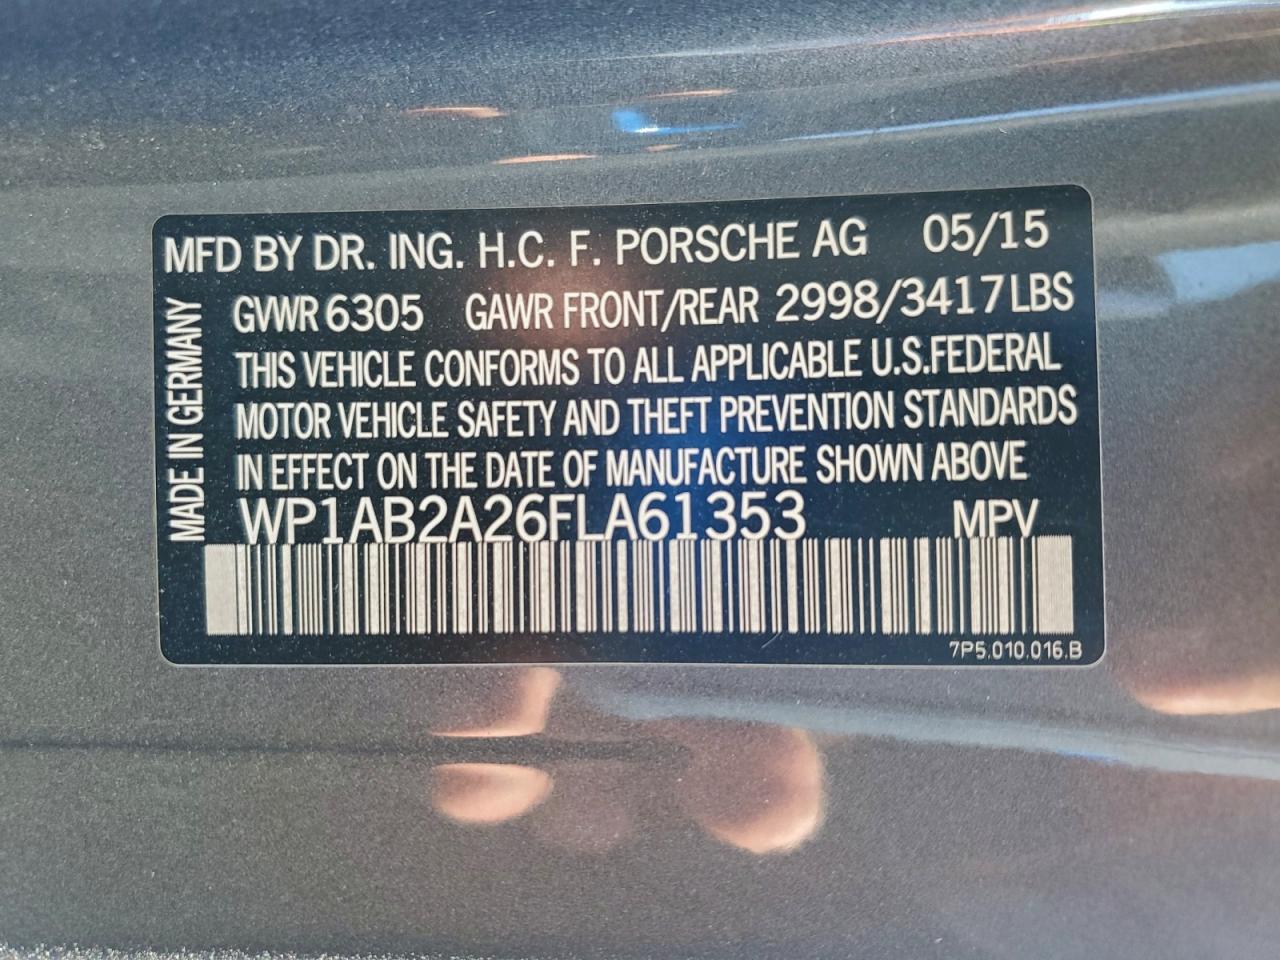 MFD BY DR. ING. H.C. F. PORSCHE AG 05/15
GVWR 6305 GAWR FRONT/REAR 2998/3417LBS
THIS VEHICLE CONFORMS TO ALL APPLICABLE U.S.FEDERAL
MOTOR VEHICLE SAFETY AND THEFT PREVENTION STANDARDS
IN EFFECT ON THE DATE OF MANUFACTURE SHOWN ABOVE
WP1AB2A26FLA61353 MPV
7P5.010.016.B
MADE IN GERMANY